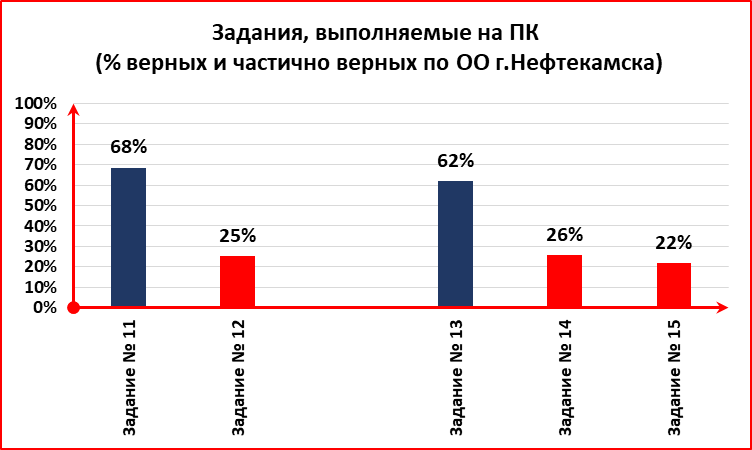 Задания, выполняемые на ПК
(% верных и частично верных по ОО г.Нефтекамска)
100%
90%
80%
70%
60%
50%
40%
30%
20%
10%
0%
68%
25%
62%
26%
22%
Задание № 11
Задание № 12
Задание № 13
Задание № 14
Задание № 15